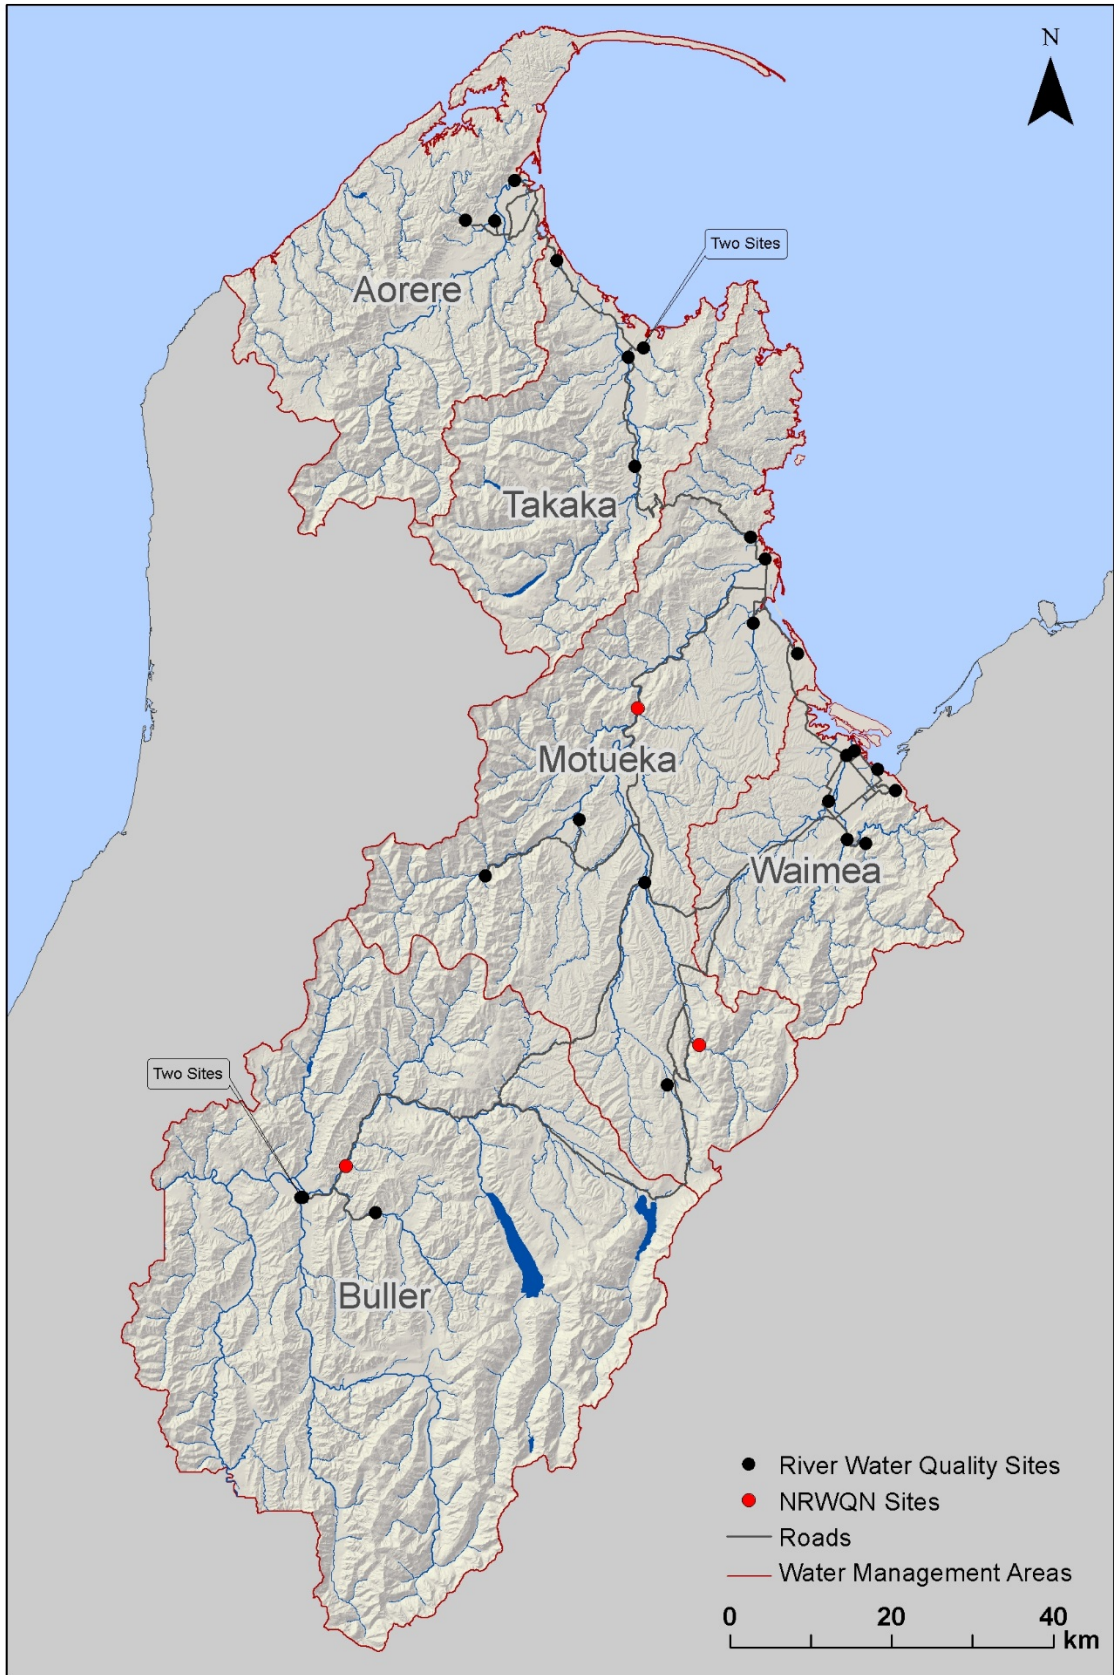 N
Two Sites
Aorere
Takaka
Motueka
Waimea
Two Sites
Buller
River Water Quality Sites
NRWQN Sites
Roads
Water Management Areas
0 20 40
km